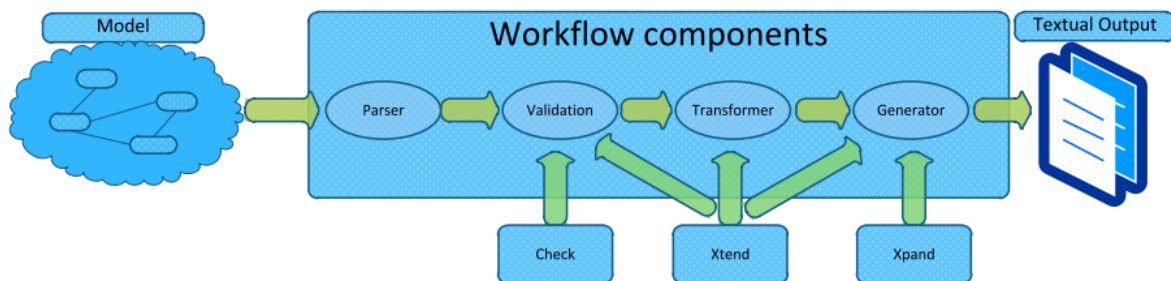 Model
Workflow components
Textual Output
Parser
Validation
Transformer
Generator
Check
Xtend
Xpand